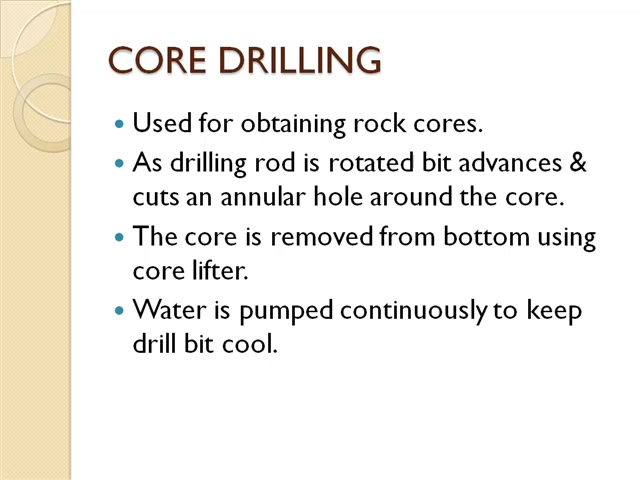 CORE DRILLING
• Used for obtaining rock cores.
• As drilling rod is rotated bit advances &
cuts an annular hole around the core.
• The core is removed from bottom using
core lifter.
• Water is pumped continuously to keep
drill bit cool.